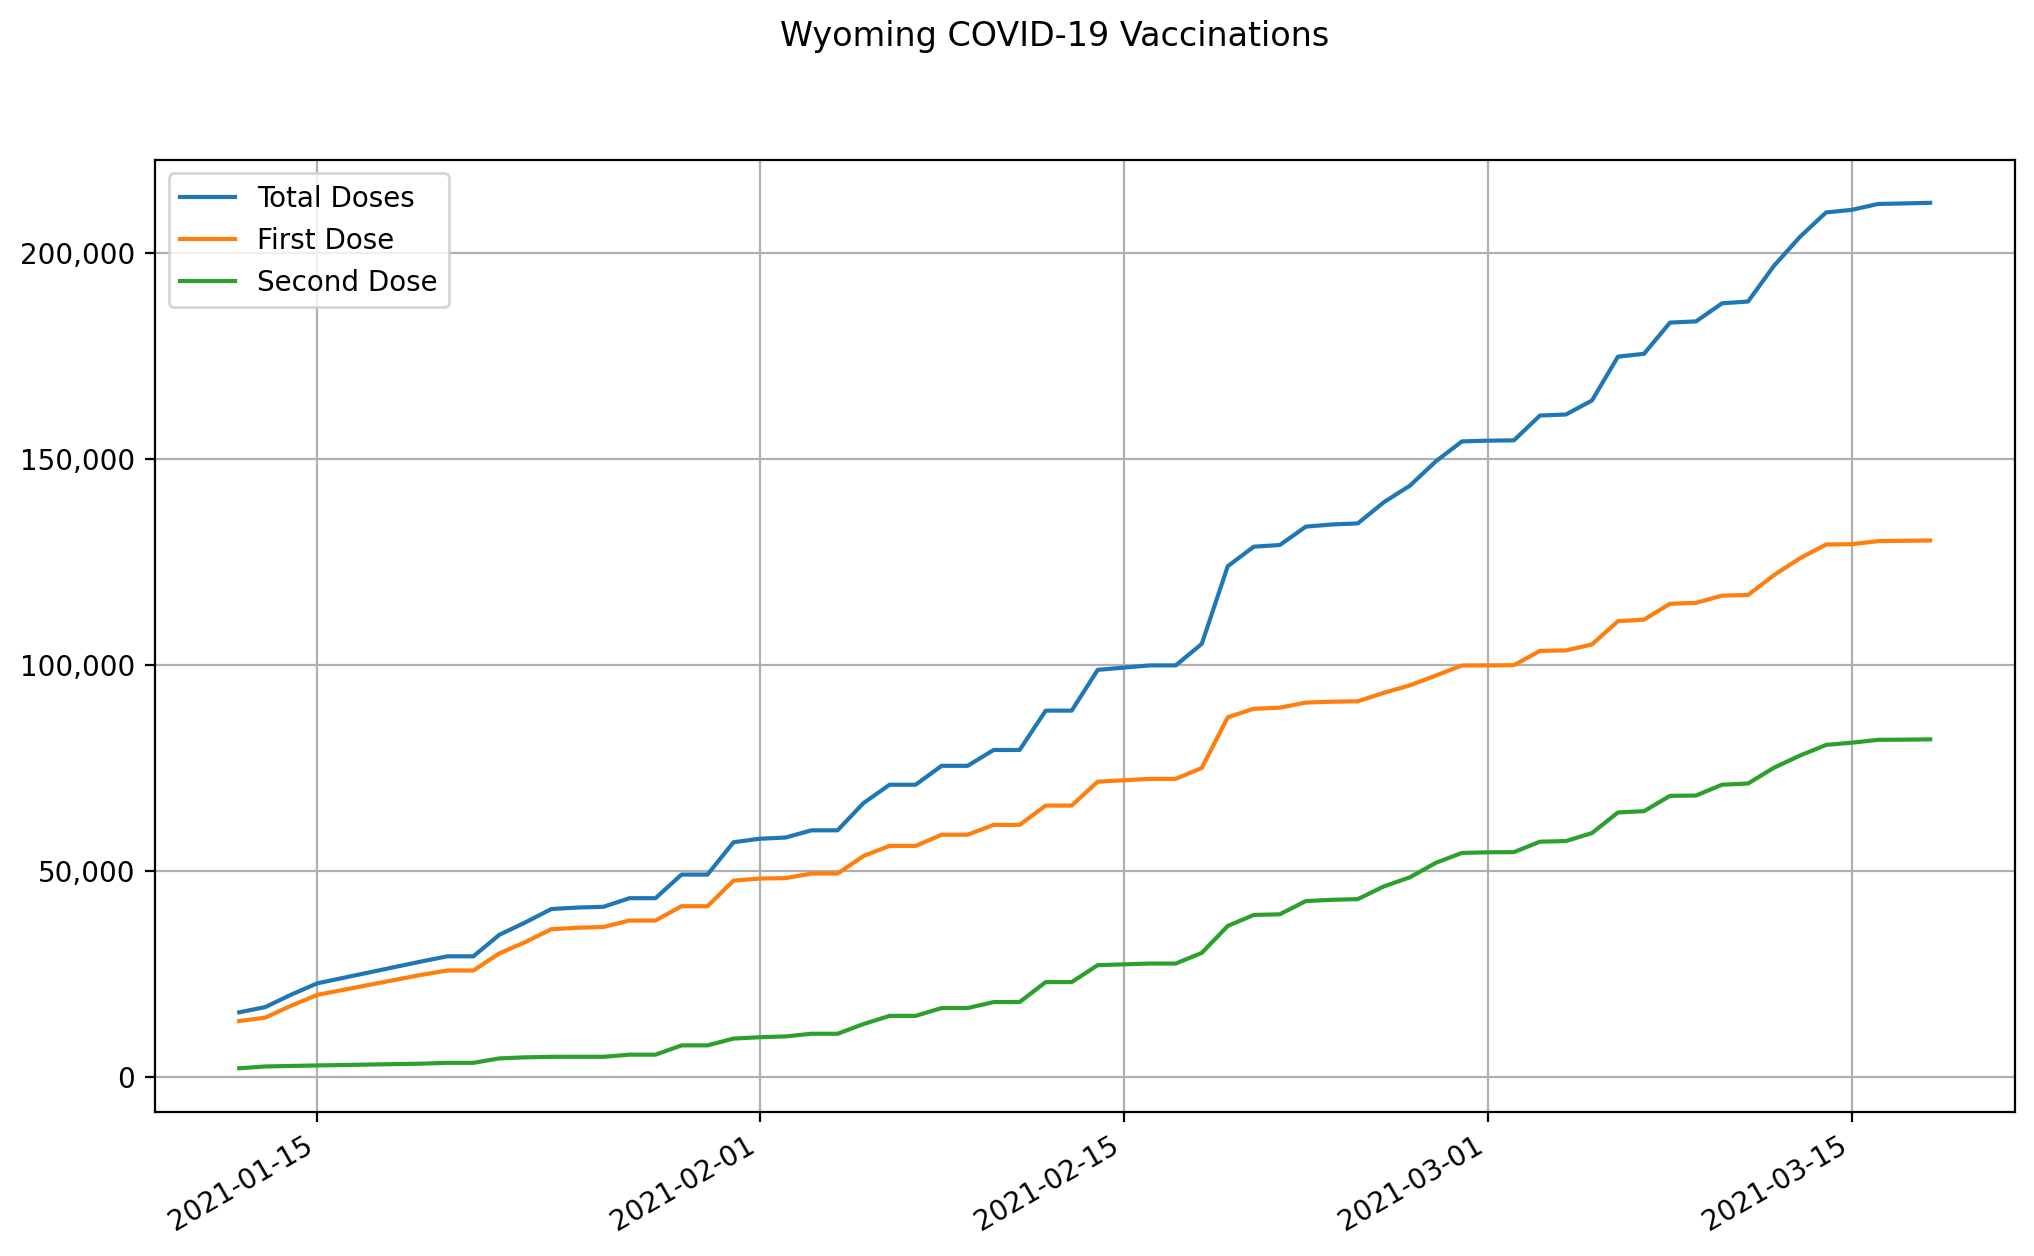 Wyoming COVID-19 Vaccinations
Total Doses
First Dose
Second Dose
200,000
150,000
100,000
50,000
0
2021-01-15
2021-02-01
2021-02-15
2021-03-01
2021-03-15